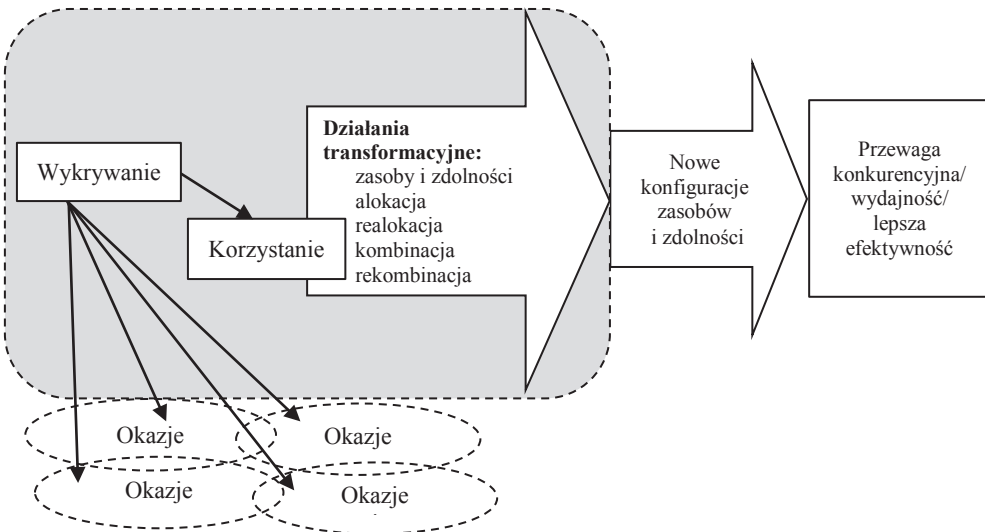 Wykrywanie
Korzystanie
Działania
transformacyjne:
zasoby i zdolności
alokacja
realokacja
kombinacja
rekombinacja
Nowe
konfiguracje
zasobów
i zdolności
Przewaga
konkurencyjna/
wydajność/
lepsza
efektywność
Okazje
Okazje
Okazje
Okazje